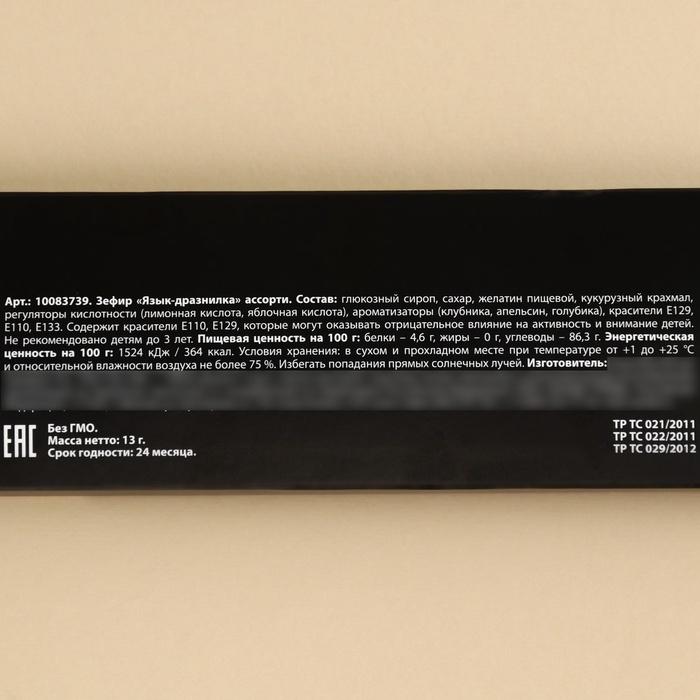 Арт.: 10083739. Зефир «Язык-дразнилка» ассорти. Состав: глюкозный сироп, сахар, желатин пищевой, кукурузный крахмал,
регуляторы кислотности (лимонная кислота, яблочная кислота), ароматизаторы (клубника, апельсин, голубика), красители Е129,
Е110, Е133. Содержит красители Е110, Е129, которые могут оказывать отрицательное влияние на активность и внимание детей.
Не рекомендовано детям до 3 лет. Пищевая ценность на 100 г: белки – 4,6 г, жиры – 0 г, углеводы – 86,3 г. Энергетическая
ценность на 100 г: 1524 кДж / 364 ккал. Условия хранения: в сухом и прохладном месте при температуре от +1 до +25 °С
и относительной влажности воздуха не более 75 %. Избегать попадания прямых солнечных лучей. Изготовитель:
EAC
Без ГМО.
Масса нетто: 13 г.
Срок годности: 24 месяца.
ТР ТС 021/2011
ТР ТС 022/2011
ТР ТС 029/2012